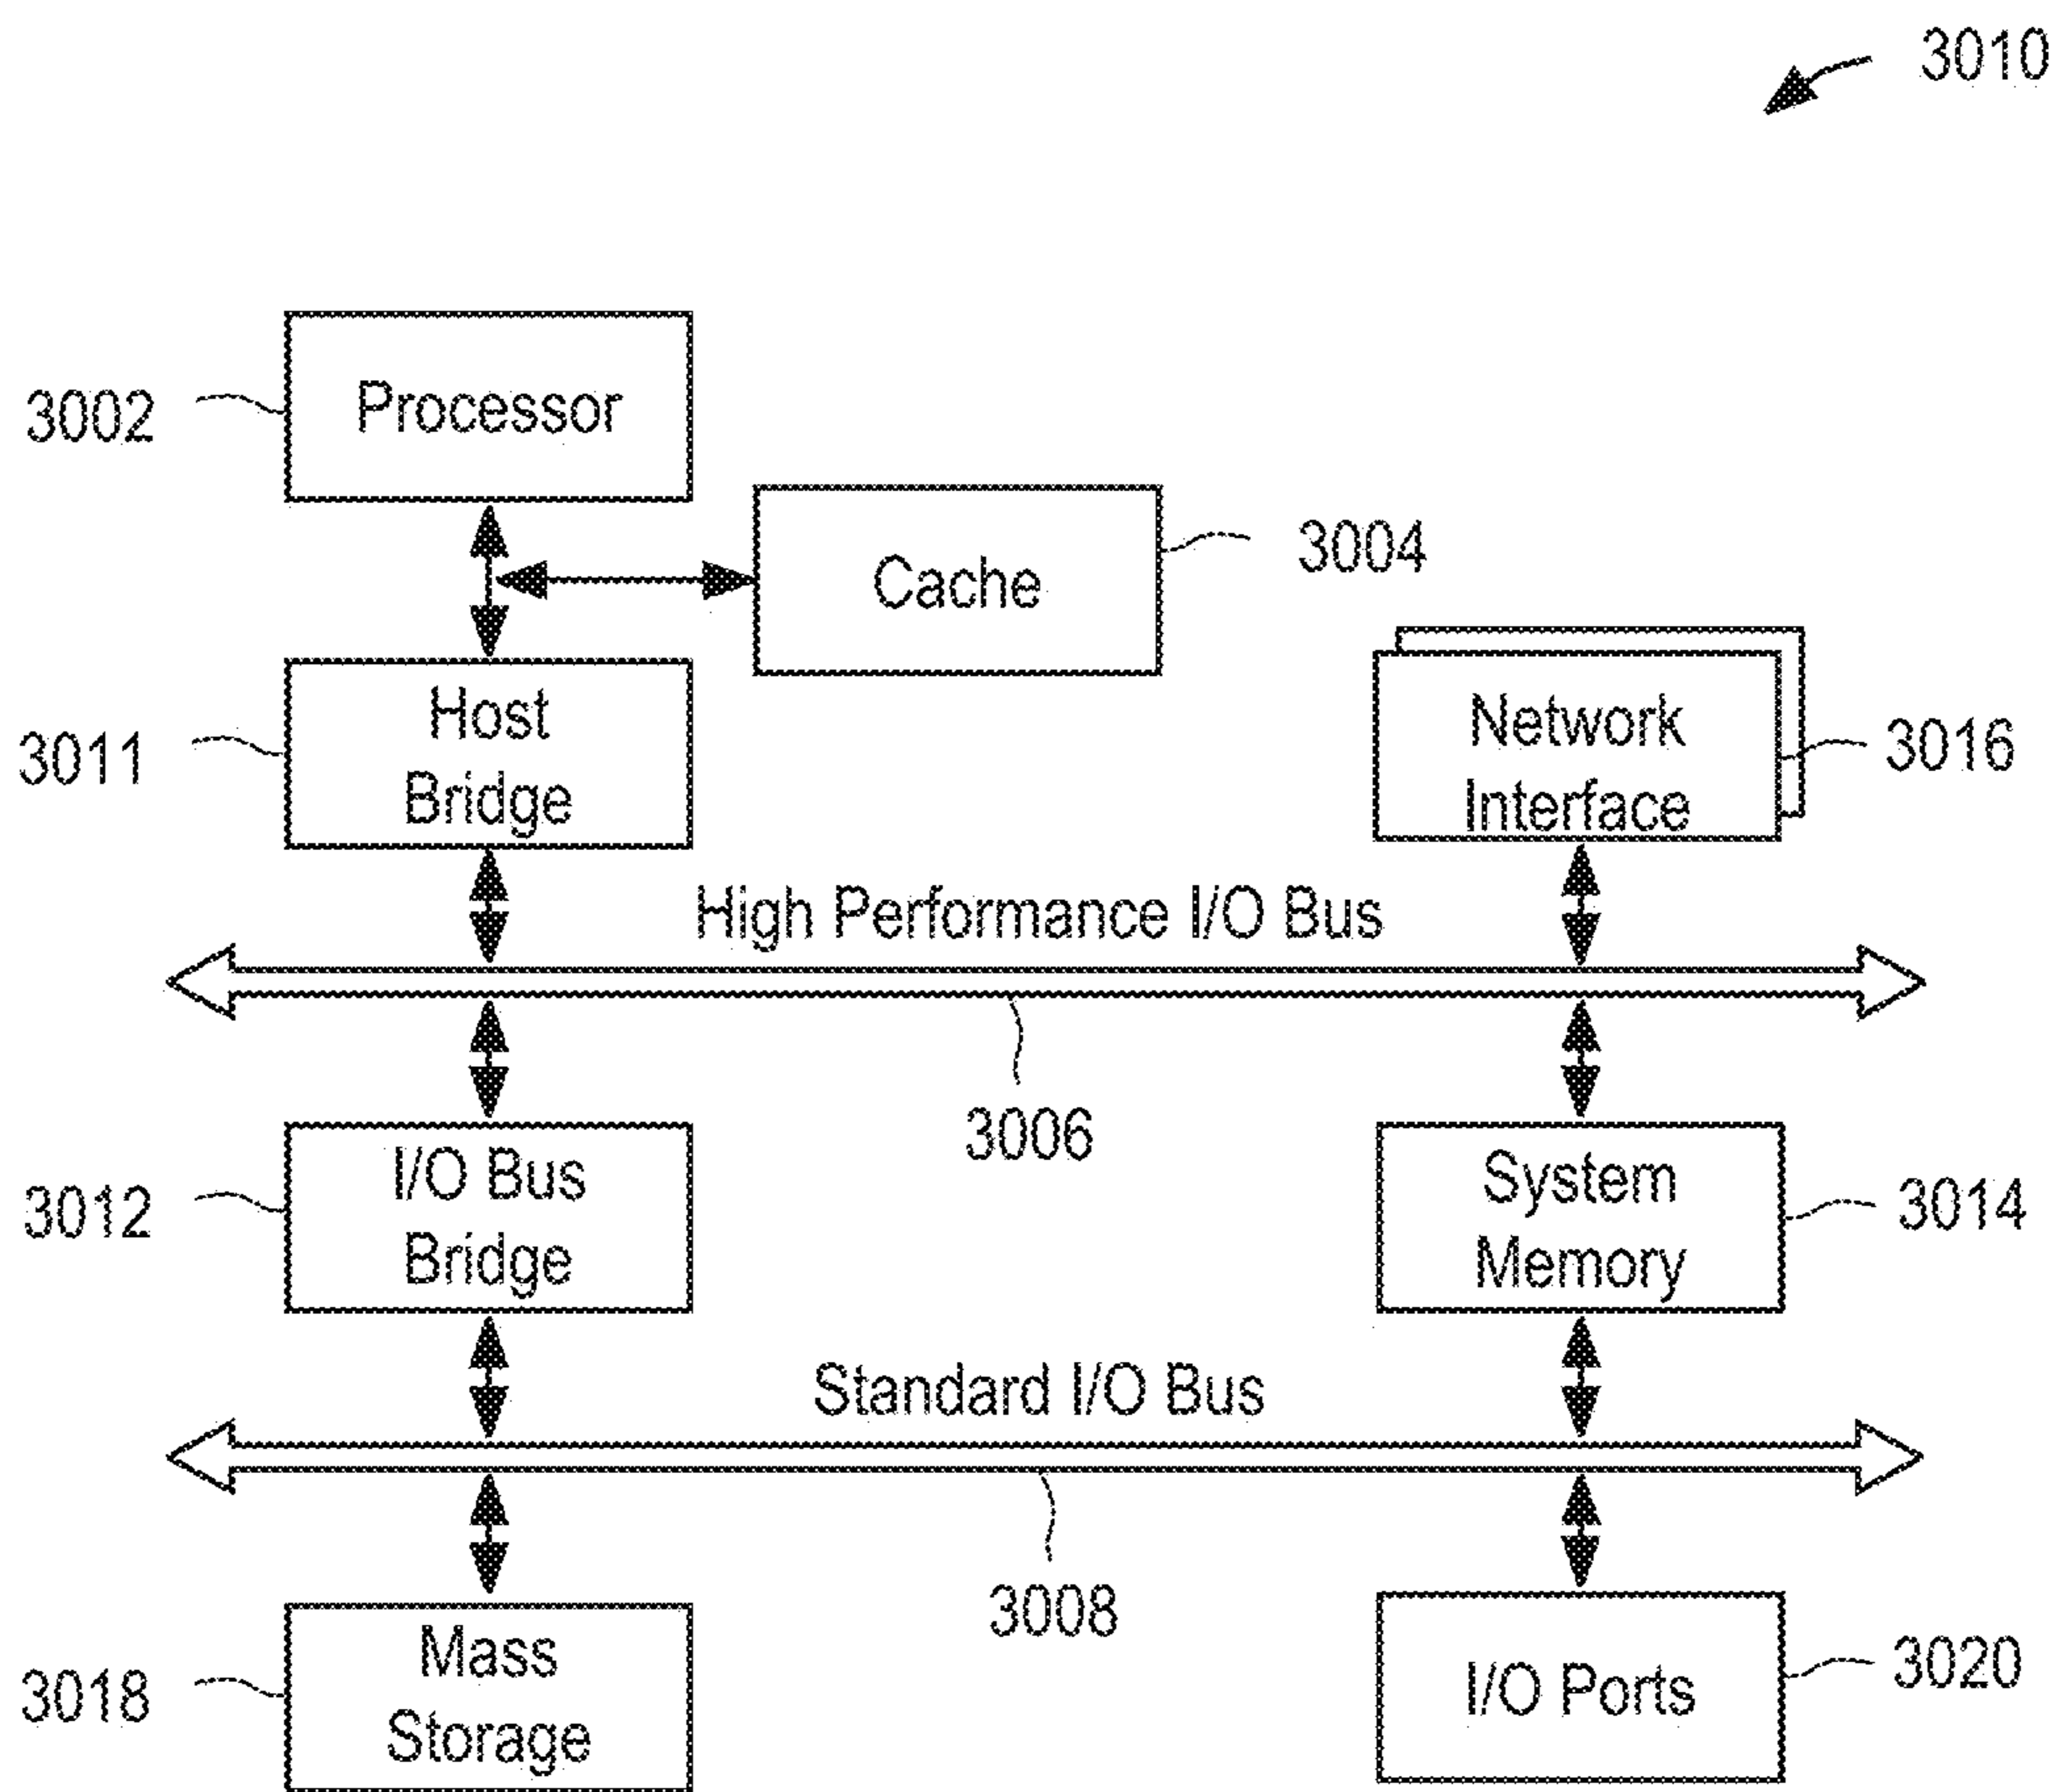 3010
3002
Processor
Cache
3004
3011
Host
Bridge
Network
Interface
3016
High Performance I/O Bus
3006
3012
I/O Bus
Bridge
System
Memory
3014
Standard I/O Bus
3008
3018
Mass
Storage
I/O Ports
3020